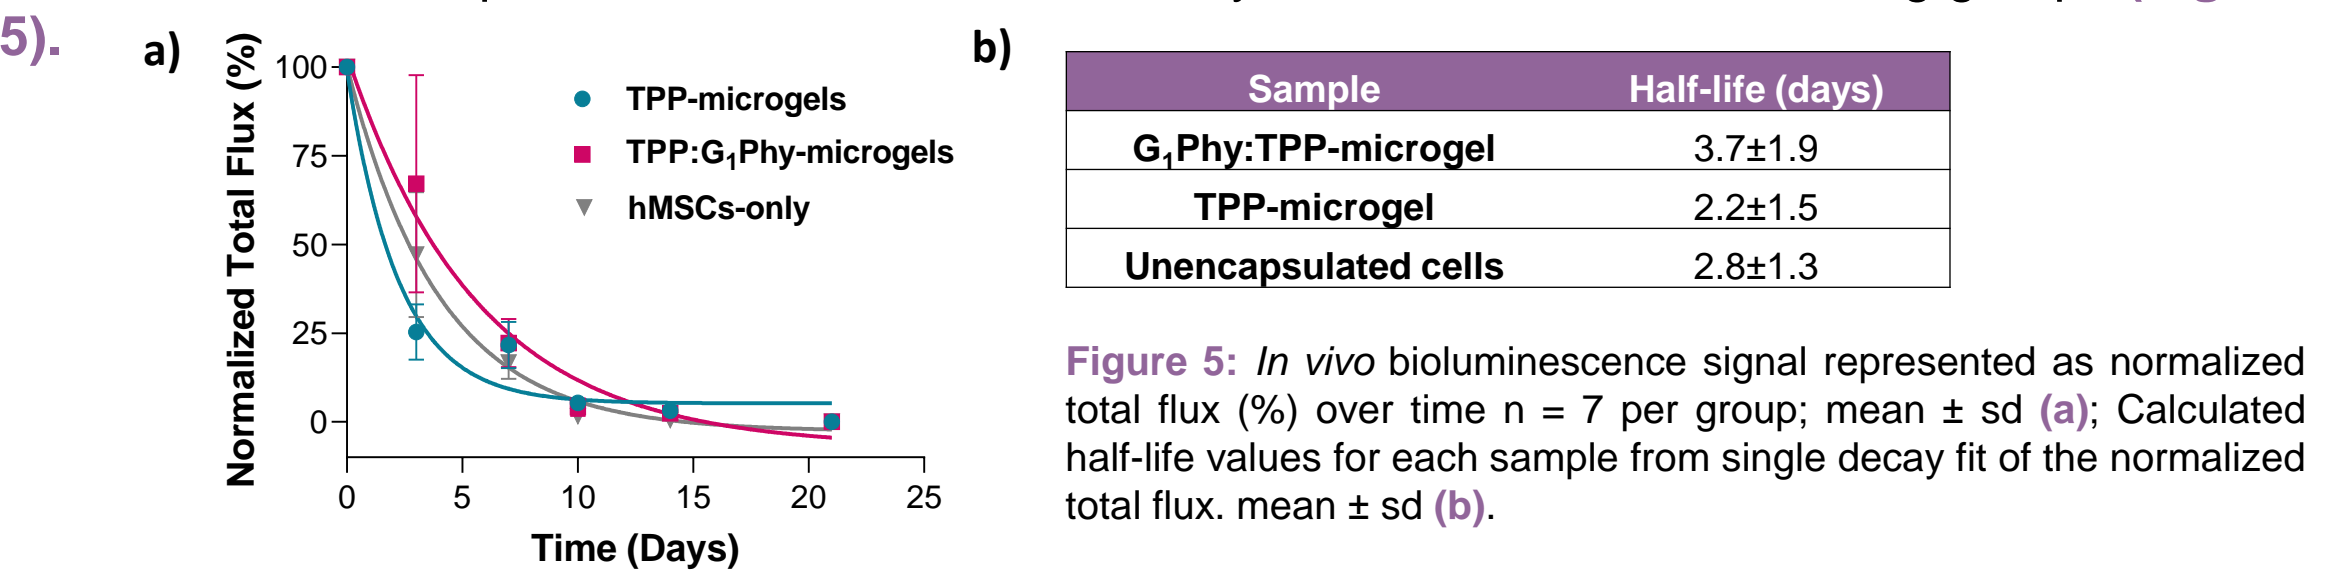 5).
a)
Normalized Total Flux (%)
100
75
50
25
0
0 5 10 15 20 25
Time (Days)
TPP-microgels
TPP:G₁Phy-microgels
hMSCs-only
b)
Sample Half-life (days)
G₁Phy:TPP-microgel 3.7±1.9
TPP-microgel 2.2±1.5
Unencapsulated cells 2.8±1.3
Figure 5: In vivo bioluminescence signal represented as normalized
total flux (%) over time n = 7 per group; mean ± sd (a); Calculated
half-life values for each sample from single decay fit of the normalized
total flux. mean ± sd (b).